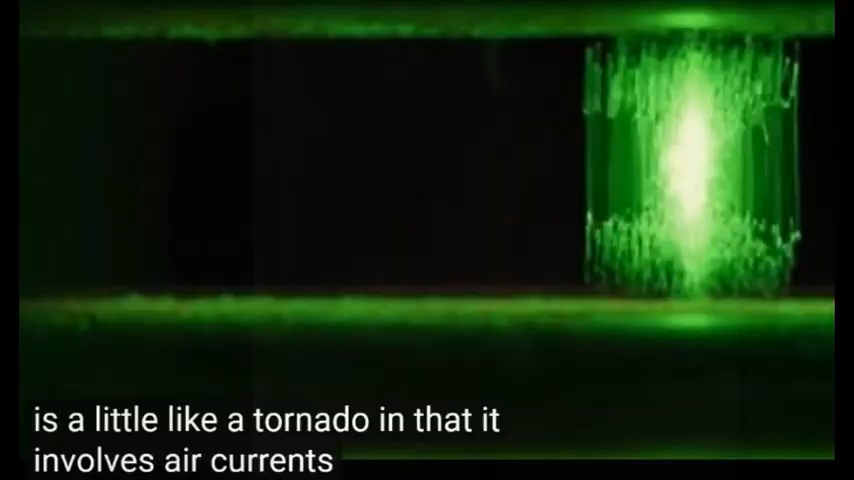 is a little like a tornado in that it
involves air currents